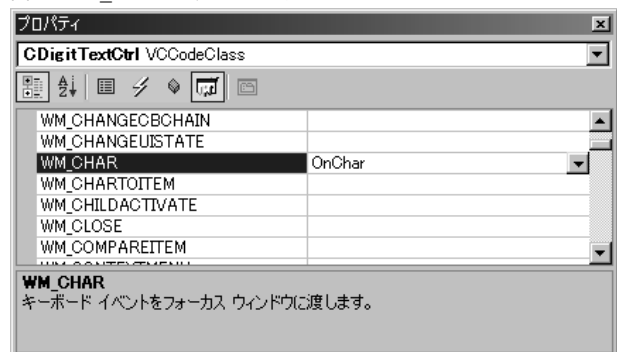 プロパティ
CDigitTextCtrl VCCodeClass
WM_CHANGECBCHAIN
WM_CHANGEUISTATE
WM_CHAR OnChar
WM_CHARTOITEM
WM_CHILDACTIVATE
WM_CLOSE
WM_COMPAREITEM
WM_CHAR
キーボード イベントをフォーカス ウィンドウに渡します。